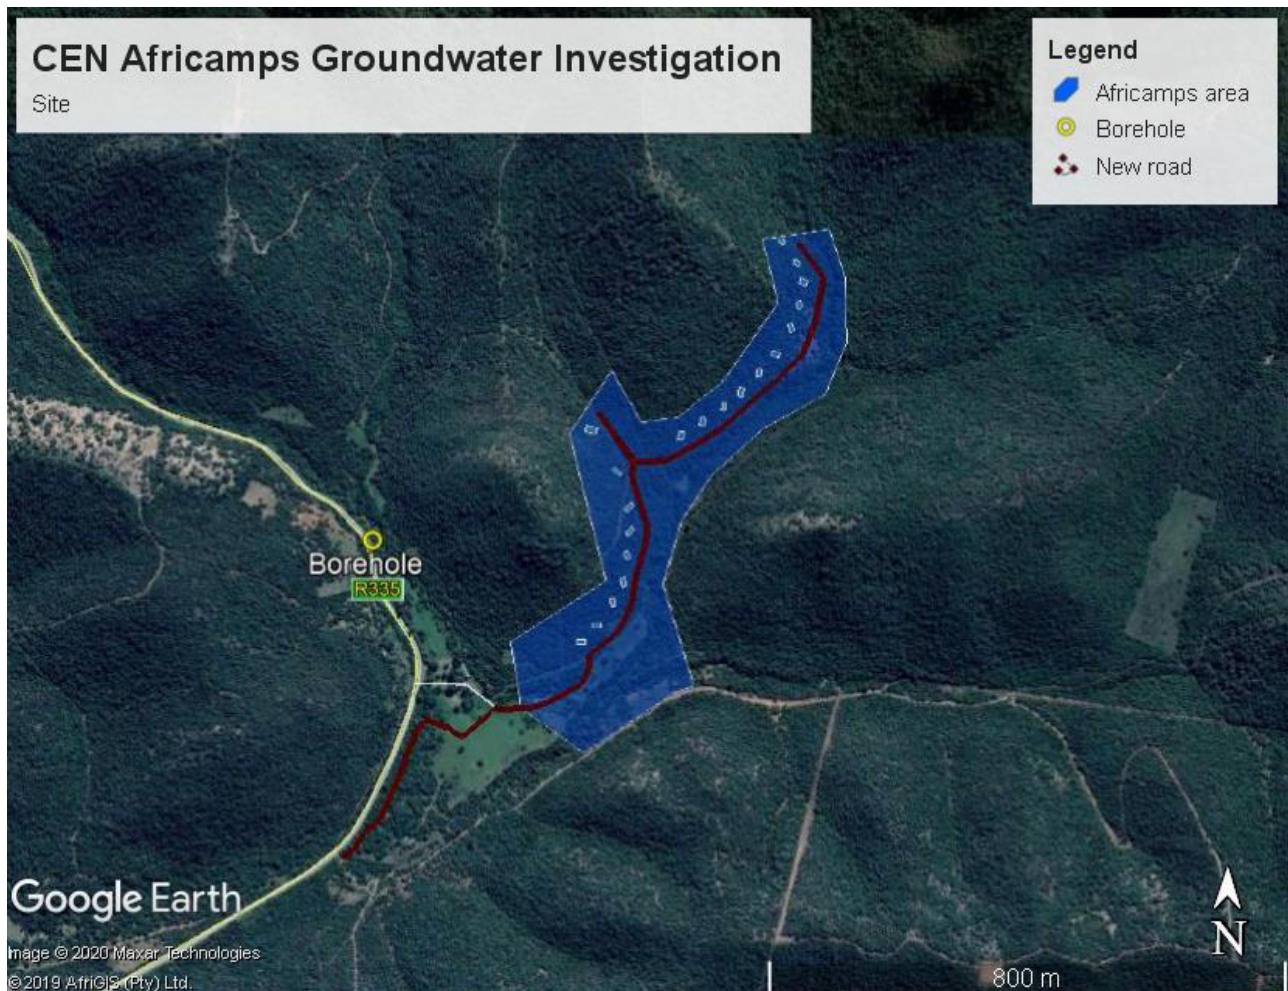 CEN Africamps Groundwater Investigation
Site
Legend
Africamps area
Borehole
New road
Borehole
R335
Google Earth
N
Image © 2020 Maxar Technologies
© 2019 AfriGIS (Pty) Ltd.
800 m